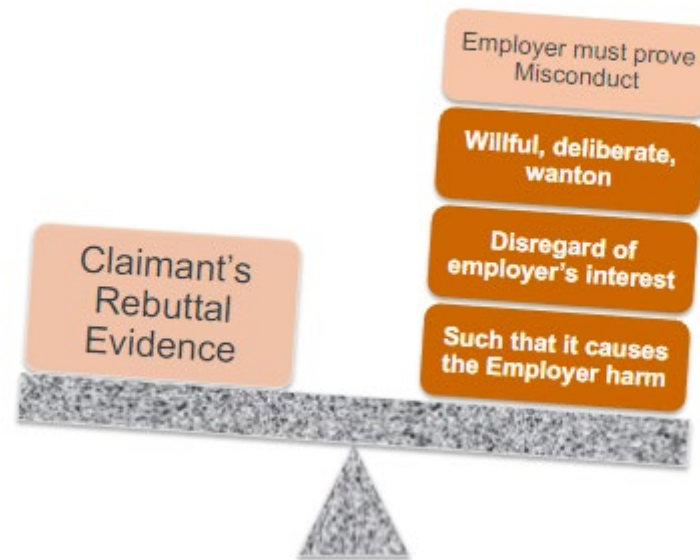 Employer must prove
Misconduct
Willful, deliberate,
wanton
Disregard of
employer's interest
Such that it causes
the Employer harm
Claimant's
Rebuttal
Evidence